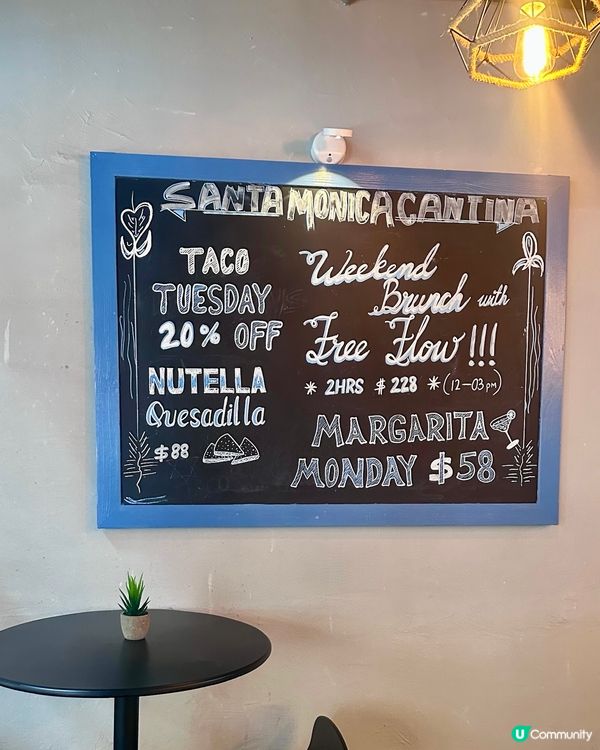 SANTA MONICA CANTINA
TACO
TUESDAY
20% OFF
NUTELLA
Quesadilla
$88
Weekend
Brunch with
Free Flow!!!
* 2HRS $228 * (12-03pm)
MARGARITA
MONDAY $58
U Community